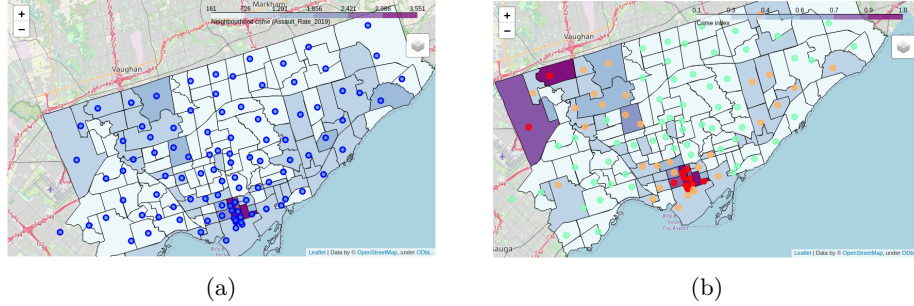 Markham
161 726 1,291 1,856 2,421 2,986 3,551
Neighbourhood crime (Assault_Rate_2019)
+
−
Vaughan
Leaflet | Data by © OpenStreetMap, under ODbL.
(a)
0.1 0.3 0.4 0.6 0.7 0.9 1.0
Crime index
+
−
Vaughan
City Airport
Leaflet | Data by © OpenStreetMap, under ODbL
(b)